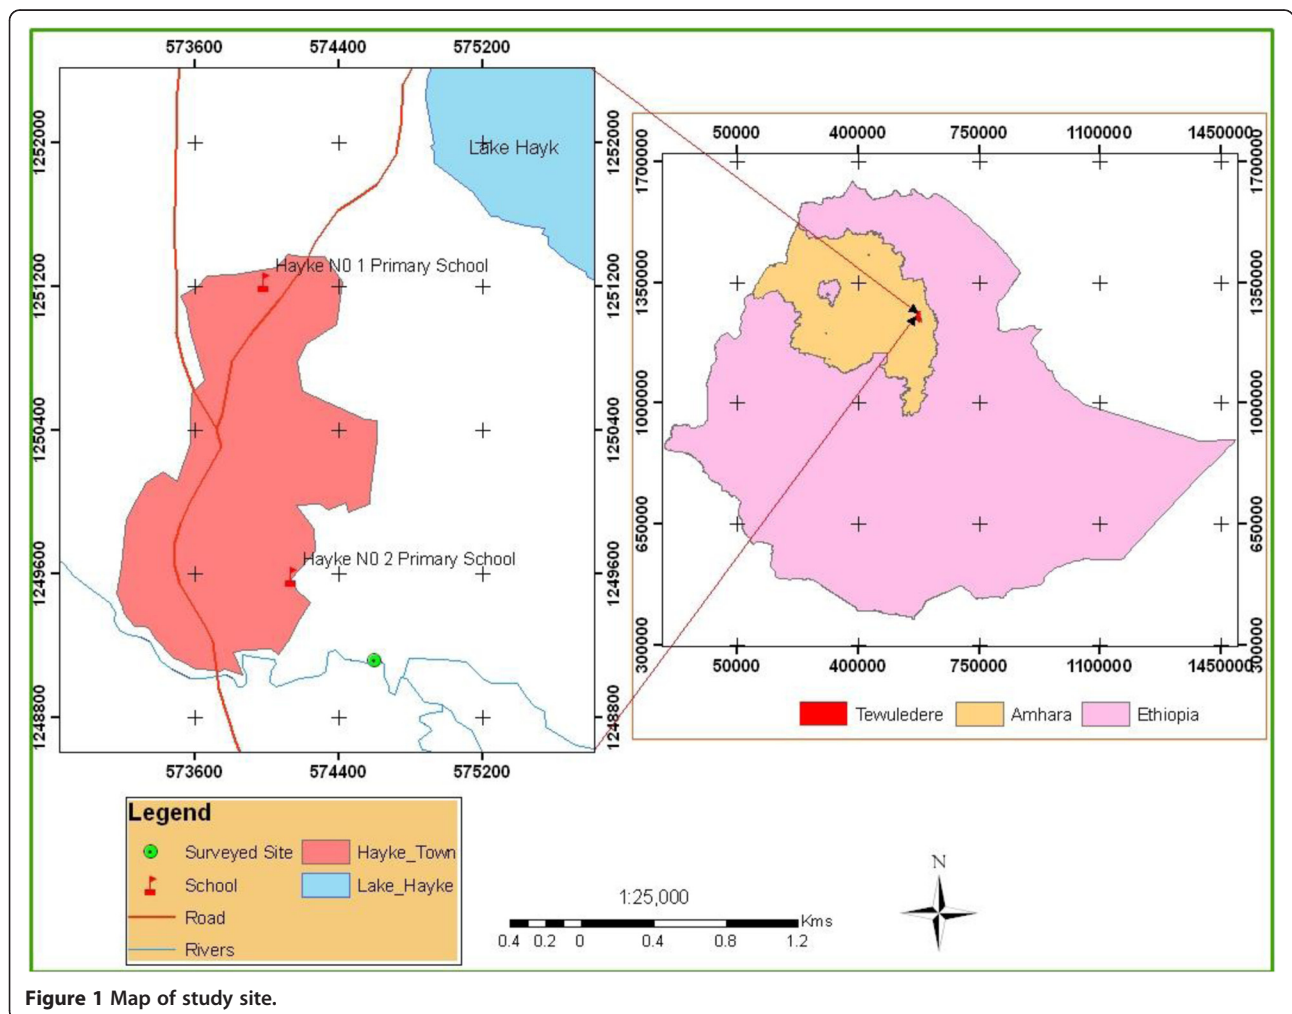 573600 574400 575200
1252000
1251200
1250400
1249600
1248800
Lake Hayk
Hayke N0 1 Primary School
Hayke N0 2 Primary School
1252000
1251200
1250400
1249600
1248800
573600 574400 575200
50000 400000 750000 1100000 14500000
1700000
1350000
1000000
650000
300000
1700000
1350000
1000000
650000
300000
50000 400000 750000 1100000 14500000
Tewuledere Amhara Ethiopia
Legend
Surveyed Site Hayke_Town
School Lake_Hayke
Road
Rivers
1:25,000
Kms
0.4 0.2 0 0.4 0.8 1.2
N
Figure 1 Map of study site.